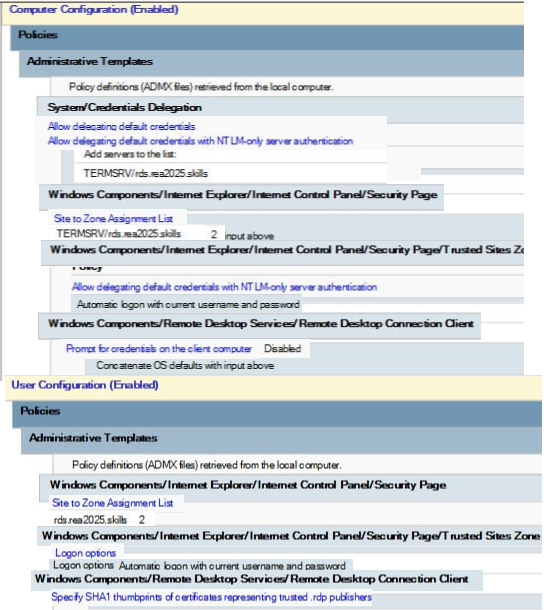 Computer Configuration (Enabled)
Policies
Administrative Templates
Policy definitions (ADMX files) retrieved from the local computer.
System/Credentials Delegation
Allow delegating default credentials
Allow delegating default credentials with NTLM-only server authentication
Add servers to the list:
TERMSRV/rds.rea2025.skills
Windows Components/Internet Explorer/Internet Control Panel/Security Page
Site to Zone Assignment List
TERMSRV/rds.rea2025.skills 2 input above
Windows Components/Internet Explorer/Internet Control Panel/Security Page/Trusted Sites Zo
Policy
Allow delegating default credentials with NTLM-only server authentication
Automatic logon with current username and password
Windows Components/Remote Desktop Services/Remote Desktop Connection Client
Prompt for credentials on the client computer Disabled
Concatenate OS defaults with input above
User Configuration (Enabled)
Policies
Administrative Templates
Policy definitions (ADMX files) retrieved from the local computer.
Windows Components/Internet Explorer/Internet Control Panel/Security Page
Site to Zone Assignment List
rds.rea2025.skills 2
Windows Components/Internet Explorer/Internet Control Panel/Security Page/Trusted Sites Zone
Logon options
Logon options Automatic logon with current username and password
Windows Components/Remote Desktop Services/Remote Desktop Connection Client
Specify SHA1 thumbprints of certificates representing trusted .rdp publishers